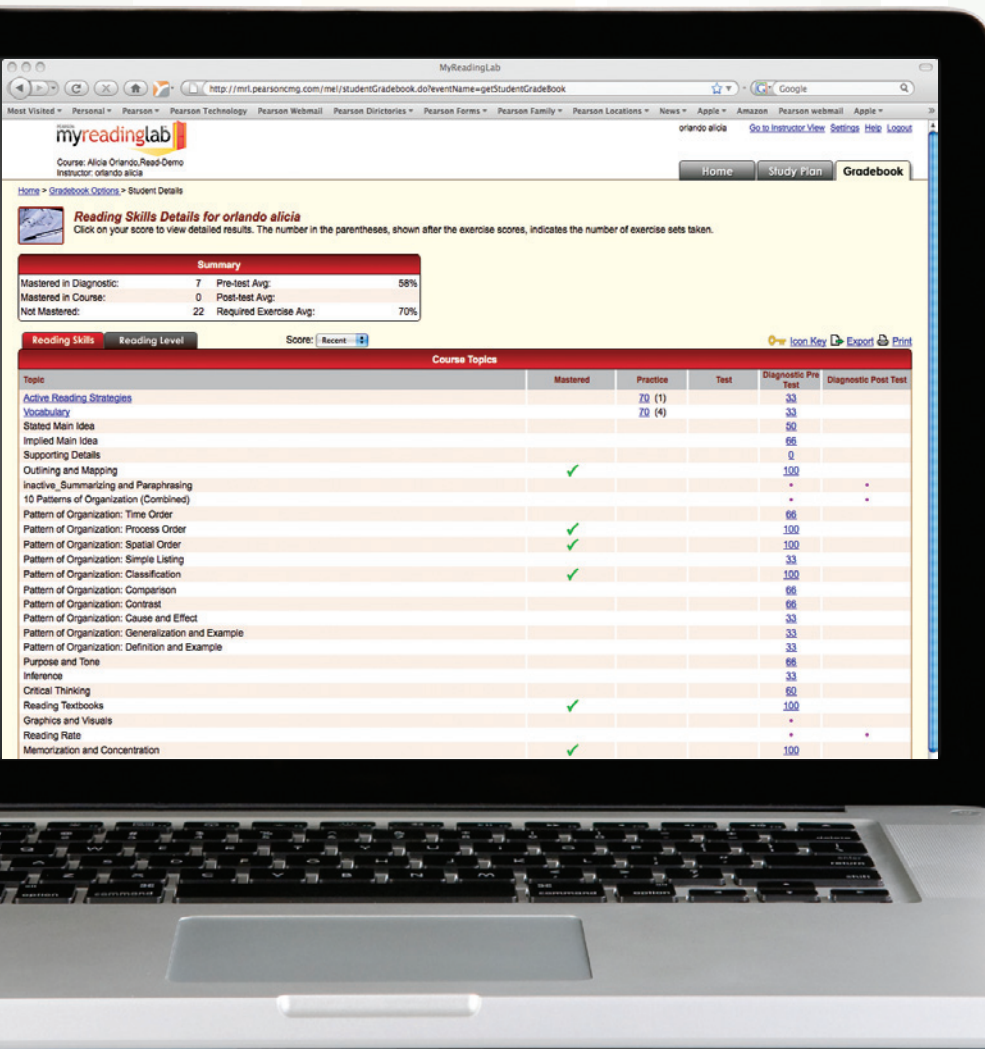 MyReadingLab
http://mrl.pearsoncmg.com/mel/studentGradebook.do?eventName=getStudentGradeBook
Google
Most Visited Personal Pearson Pearson Technology Pearson Webmail Pearson Dirictories Pearson Forms Pearson Family Pearson Locations News Apple Amazon Pearson webmail Apple
PEARSON
myreadinglab
orlando alicia Go to Instructor View Settings Help Logout
Course: Alicia Orlando,Read-Demo
Instructor: orlando alicia
Home Study Plan Gradebook
Home > Gradebook Options > Student Details
Reading Skills Details for orlando alicia
Click on your score to view detailed results. The number in the parentheses, shown after the exercise scores, indicates the number of exercise sets taken.
Summary
Mastered in Diagnostic: 7 Pre-test Avg: 58%
Mastered in Course: 0 Post-test Avg:
Not Mastered: 22 Required Exercise Avg: 70%
Reading Skills Reading Level Score: Recent Icon Key Export Print
Course Topics
Topic Mastered Practice Test Diagnostic Pre Test Diagnostic Post Test
Active Reading Strategies 70 (1) 33
Vocabulary 70 (4) 33
Stated Main Idea 50
Implied Main Idea 66
Supporting Details 0
Outlining and Mapping ✓ 100
inactive_Summarizing and Paraphrasing • •
10 Patterns of Organization (Combined) • •
Pattern of Organization: Time Order 66
Pattern of Organization: Process Order ✓ 100
Pattern of Organization: Spatial Order ✓ 100
Pattern of Organization: Simple Listing 33
Pattern of Organization: Classification ✓ 100
Pattern of Organization: Comparison 66
Pattern of Organization: Contrast 66
Pattern of Organization: Cause and Effect 33
Pattern of Organization: Generalization and Example 33
Pattern of Organization: Definition and Example 33
Purpose and Tone 66
Inference 33
Critical Thinking 60
Reading Textbooks ✓ 100
Graphics and Visuals •
Reading Rate • •
Memorization and Concentration ✓ 100
option command command option